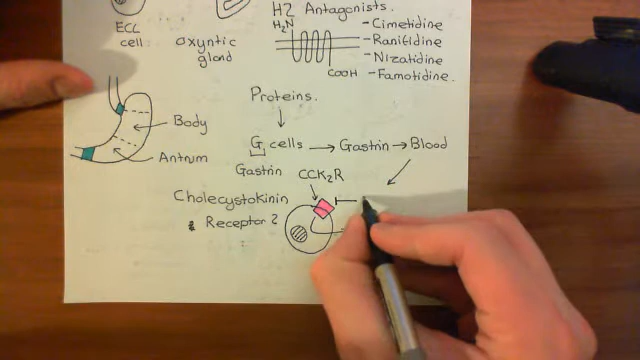 H2 Antagonists.
ECL
cell.
oxyntic
gland
H₂N
COOH
- Cimetidine
- Ranitidine
- Nizatidine
- Famotidine.
Proteins.
Body
Antrum
G cells → Gastrin → Blood
Gastrin
CCK₂R
Cholecystokinin
Receptor 2